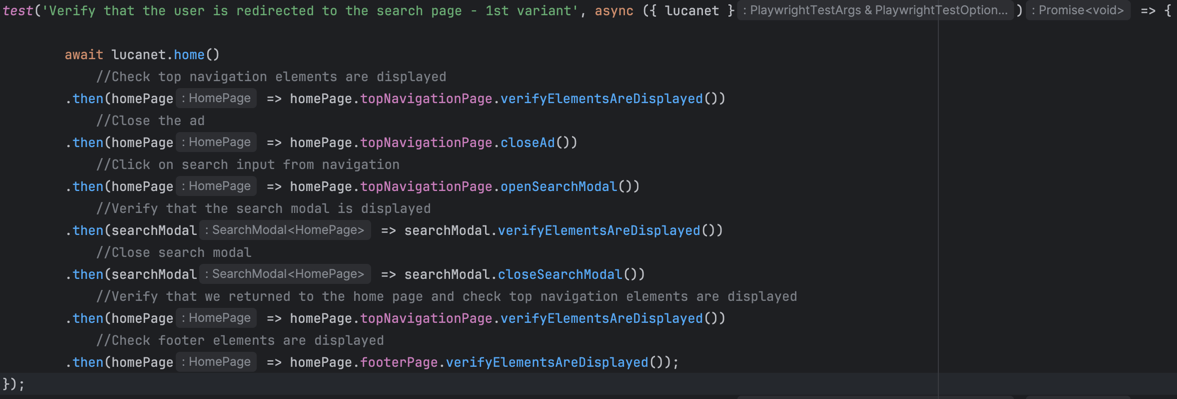 test('Verify that the user is redirected to the search page - 1st variant', async ({ lucanet } : PlaywrightTestArgs & PlaywrightTestOption... ) : Promise<void> => {
await lucanet.home()
//Check top navigation elements are displayed
.then(homePage : HomePage => homePage.topNavigationPage.verifyElementsAreDisplayed())
//Close the ad
.then(homePage : HomePage => homePage.topNavigationPage.closeAd())
//Click on search input from navigation
.then(homePage : HomePage => homePage.topNavigationPage.openSearchModal())
//Verify that the search modal is displayed
.then(searchModal : SearchModal<HomePage> => searchModal.verifyElementsAreDisplayed())
//Close search modal
.then(searchModal : SearchModal<HomePage> => searchModal.closeSearchModal())
//Verify that we returned to the home page and check top navigation elements are displayed
.then(homePage : HomePage => homePage.topNavigationPage.verifyElementsAreDisplayed())
//Check footer elements are displayed
.then(homePage : HomePage => homePage.footerPage.verifyElementsAreDisplayed());
});